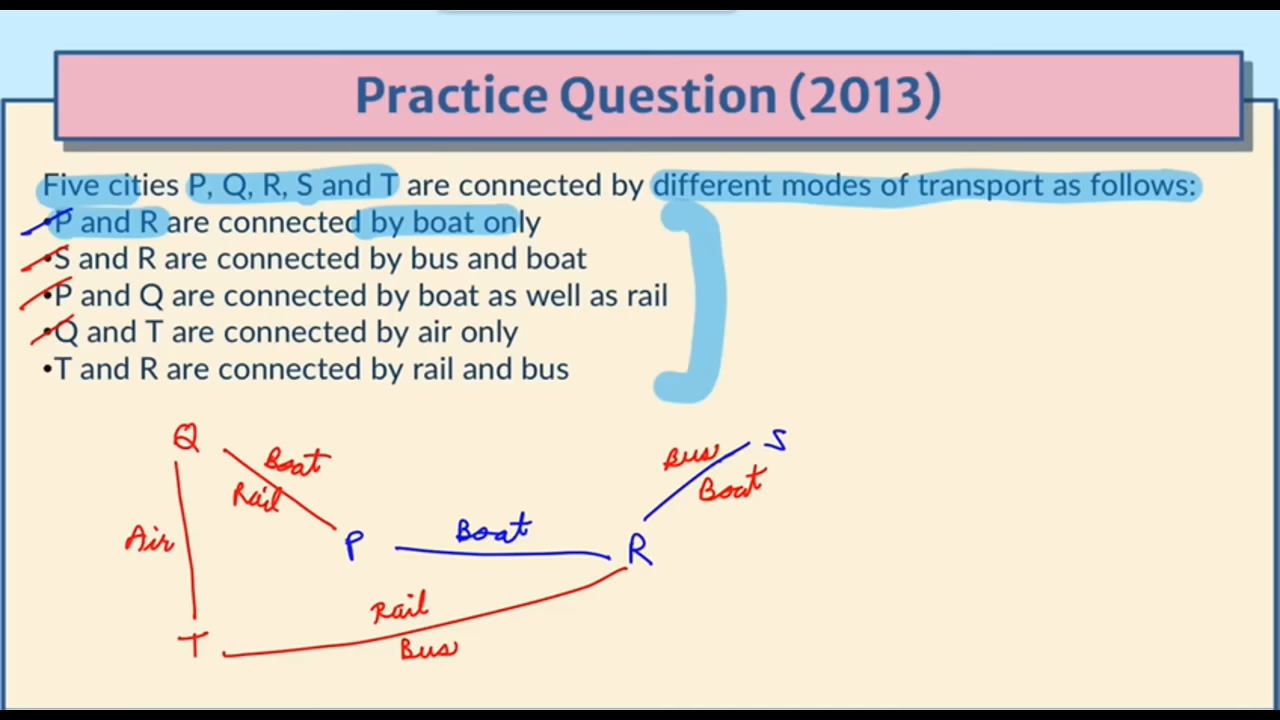 Practice Question (2013)
Five cities P, Q, R, S and T are connected by different modes of transport as follows:
•P and R are connected by boat only
•S and R are connected by bus and boat
•P and Q are connected by boat as well as rail
•Q and T are connected by air only
•T and R are connected by rail and bus
Q
Boat
Rail
Air
P
Boat
R
Bus
Boat
S
T
Rail
Bus